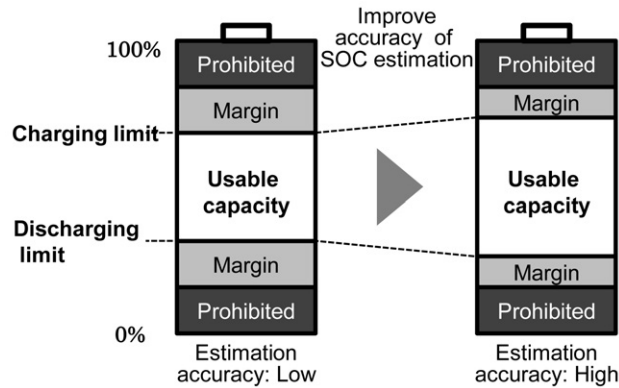 Improve
accuracy of
SOC estimation
100%
Prohibited
Margin
Charging limit
Usable
capacity
Discharging
limit
Margin
Prohibited
0%
Estimation
accuracy: Low
Prohibited
Margin
Usable
capacity
Margin
Prohibited
Estimation
accuracy: High